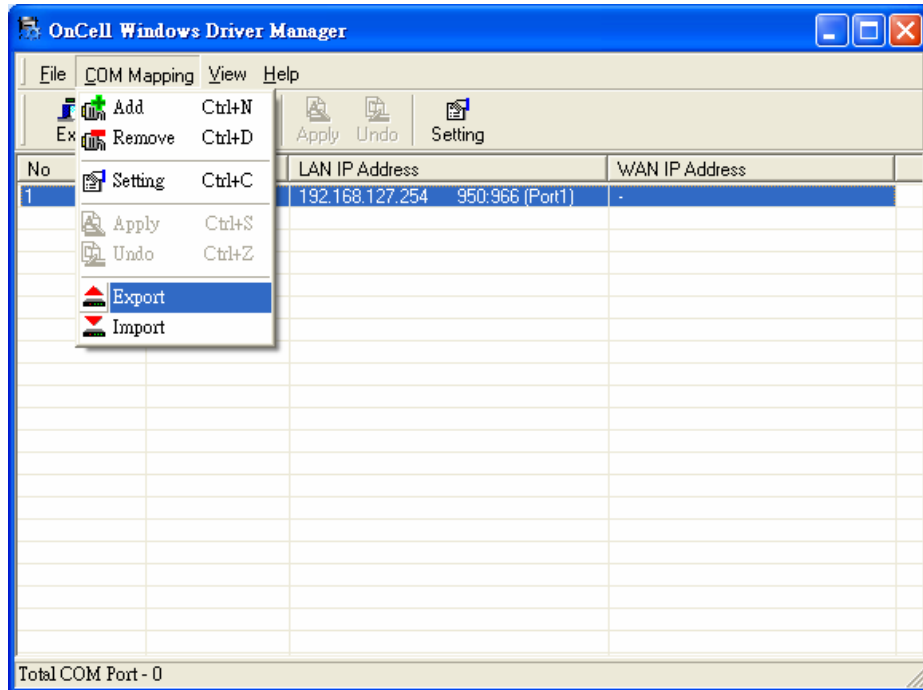 OnCell Windows Driver Manager
File COM Mapping View Help
Add Ctrl+N
Remove Ctrl+D
Setting Ctrl+C
Apply Ctrl+S
Undo Ctrl+Z
Export
Import
Ex Apply Undo Setting
No LAN IP Address WAN IP Address
1 192.168.127.254 950:966 (Port1) -
Total COM Port - 0